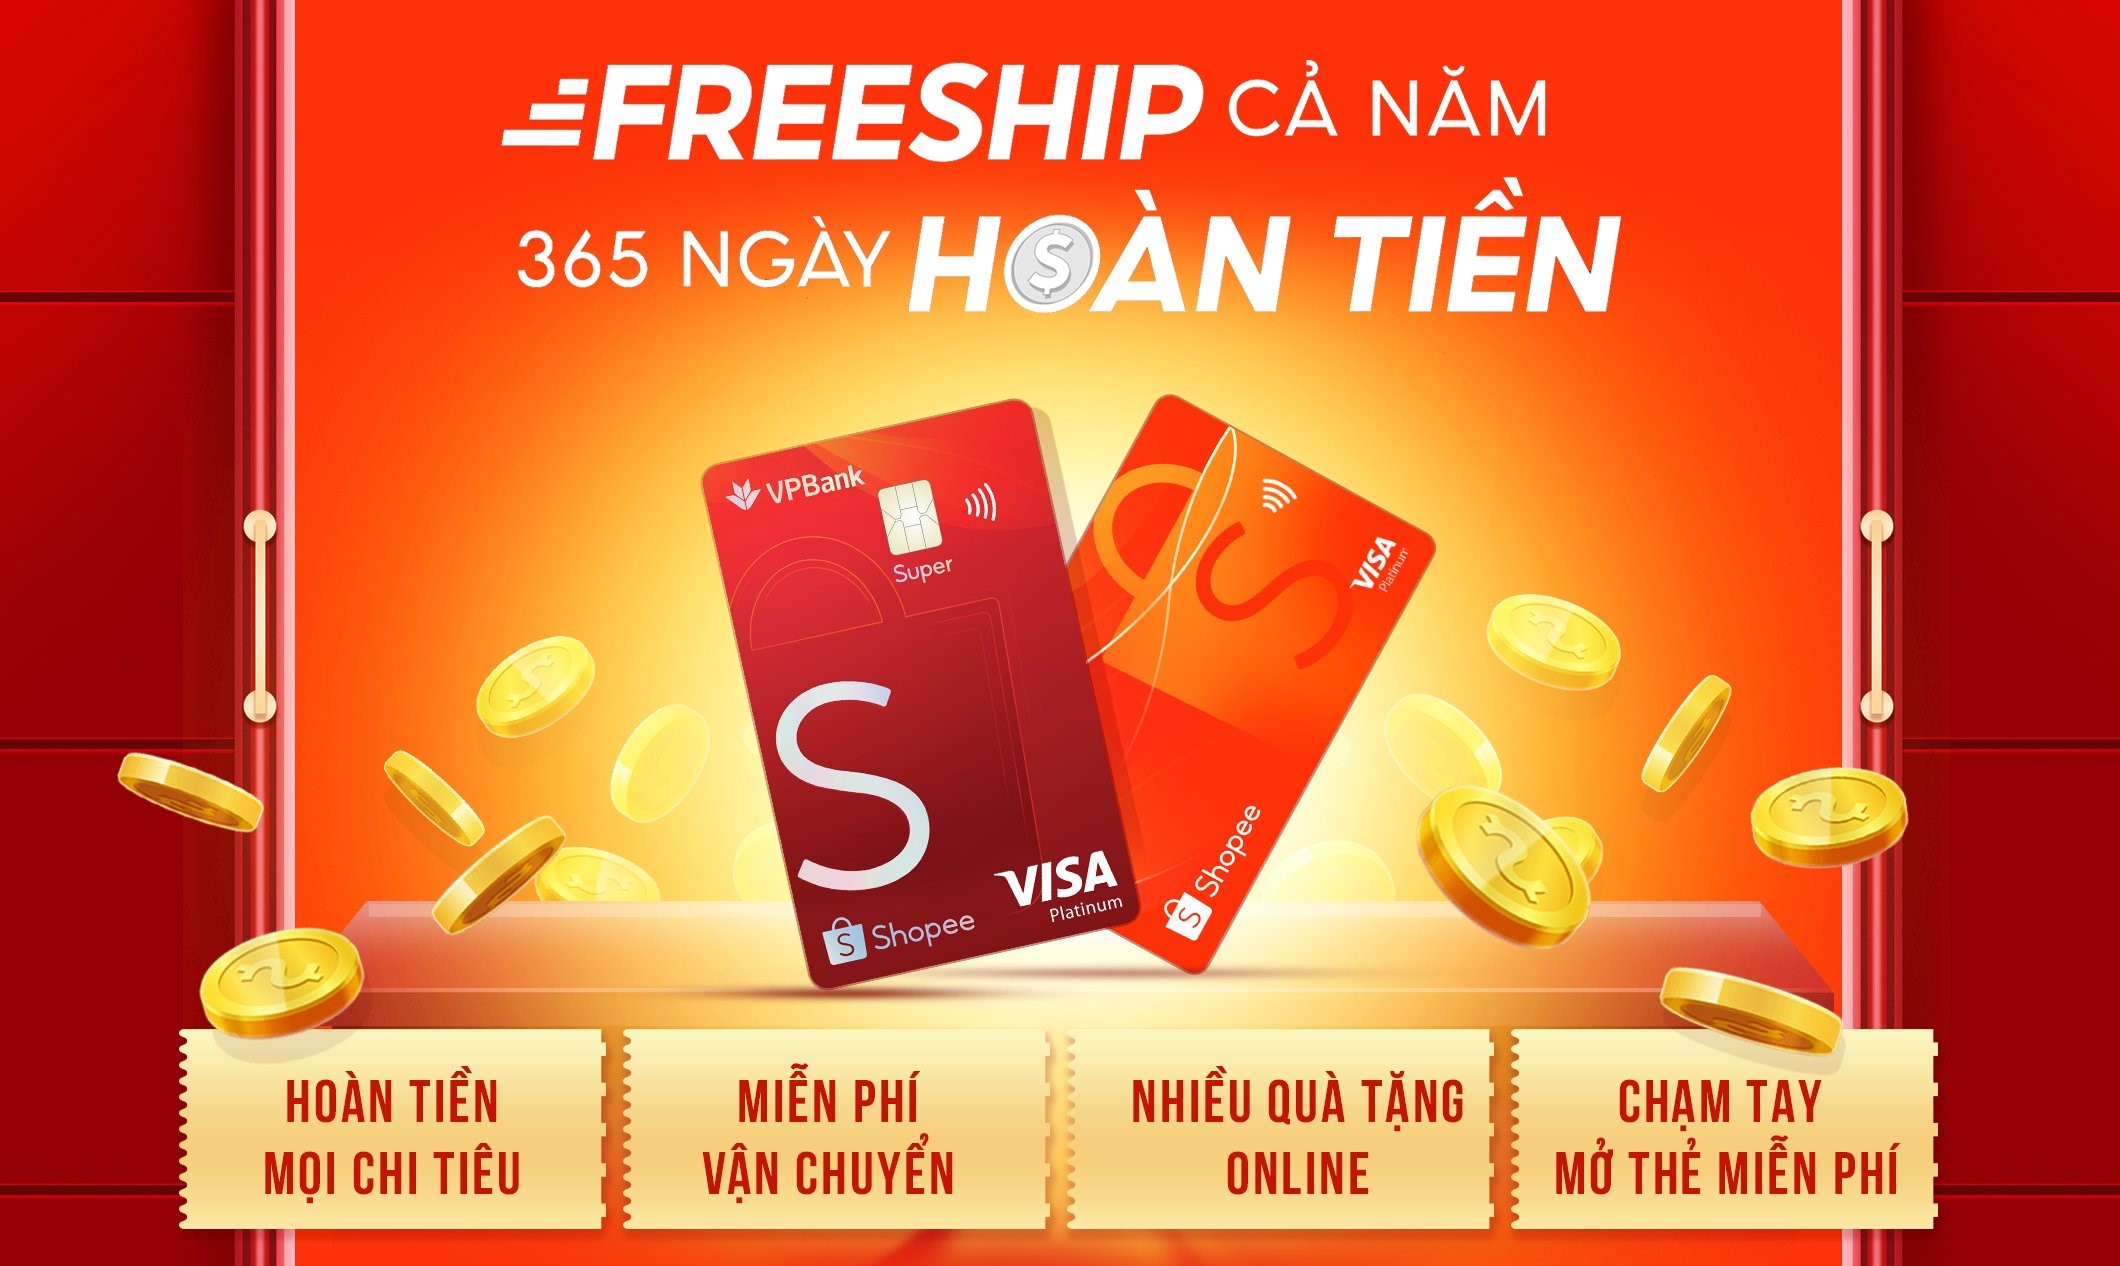 FREESHIP CẢ NĂM
365 NGÀY HOÀN TIỀN
VPBank
Super
S
Shopee
VISA
Platinum
S
VISA
Platinum
Shopee
HOÀN TIỀN
MỌI CHI TIÊU
MIỄN PHÍ
VẬN CHUYỂN
NHIỀU QUÀ TẶNG
ONLINE
CHẠM TAY
MỞ THẺ MIỄN PHÍ